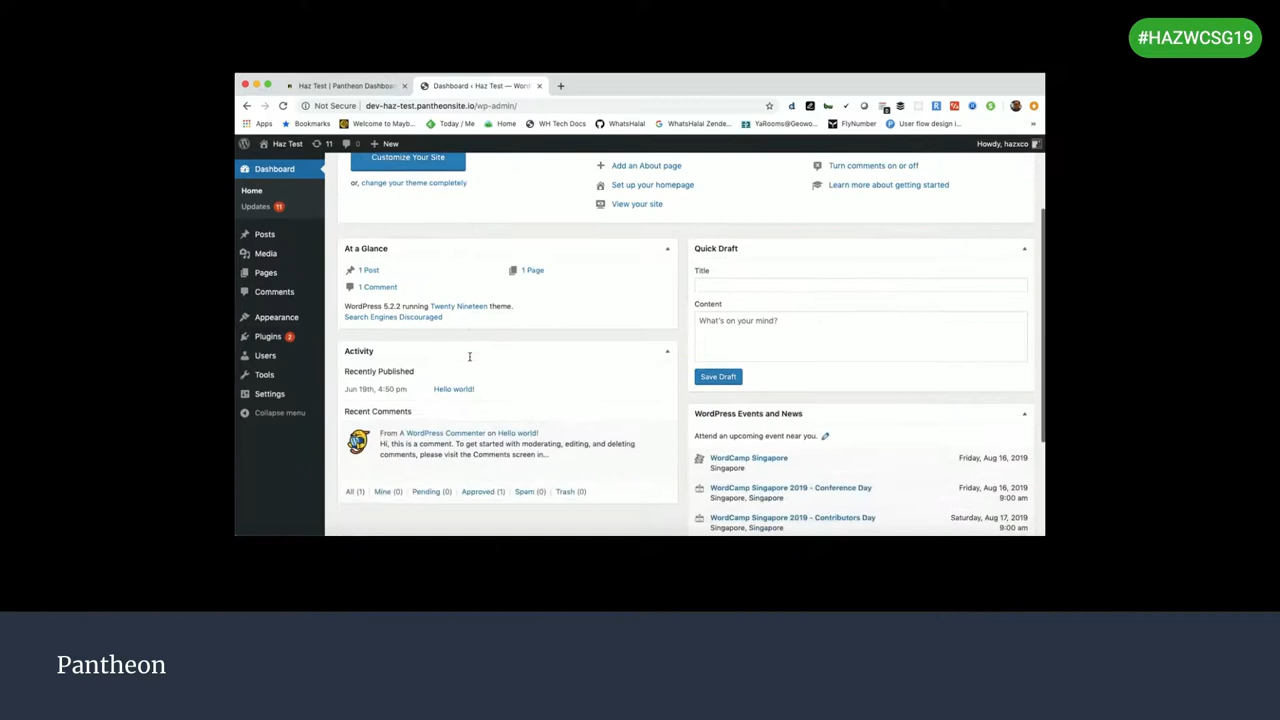 #HAZWCSG19
Haz Test | Pantheon Dashboa
Dashboard ‹ Haz Test — Wor
Not Secure | dev-haz-test.pantheonsite.io/wp-admin/
Apps Bookmarks Welcome to Mayb... Today / Me Home WH Tech Docs WhatsHalal WhatsHalal Zende... YaRooms@Geowo... FlyNumber User flow design i...
Haz Test 11 0 New Howdy, hazxco
Dashboard
Home
Updates 11
Posts
Media
Pages
Comments
Appearance
Plugins 2
Users
Tools
Settings
Collapse menu
Customize Your Site
or, change your theme completely
Add an About page
Set up your homepage
View your site
Turn comments on or off
Learn more about getting started
At a Glance
1 Post 1 Page
1 Comment
WordPress 5.2.2 running Twenty Nineteen theme.
Search Engines Discouraged
Activity
Recently Published
Jun 19th, 4:50 pm Hello world!
Recent Comments
From A WordPress Commenter on Hello world!
Hi, this is a comment. To get started with moderating, editing, and deleting
comments, please visit the Comments screen in...
All (1) | Mine (0) | Pending (0) | Approved (1) | Spam (0) | Trash (0)
Quick Draft
Title
Content
What's on your mind?
Save Draft
WordPress Events and News
Attend an upcoming event near you.
WordCamp Singapore Friday, Aug 16, 2019
Singapore
WordCamp Singapore 2019 - Conference Day Friday, Aug 16, 2019
Singapore, Singapore 9:00 am
WordCamp Singapore 2019 - Contributors Day Saturday, Aug 17, 2019
Singapore, Singapore 9:00 am
Pantheon